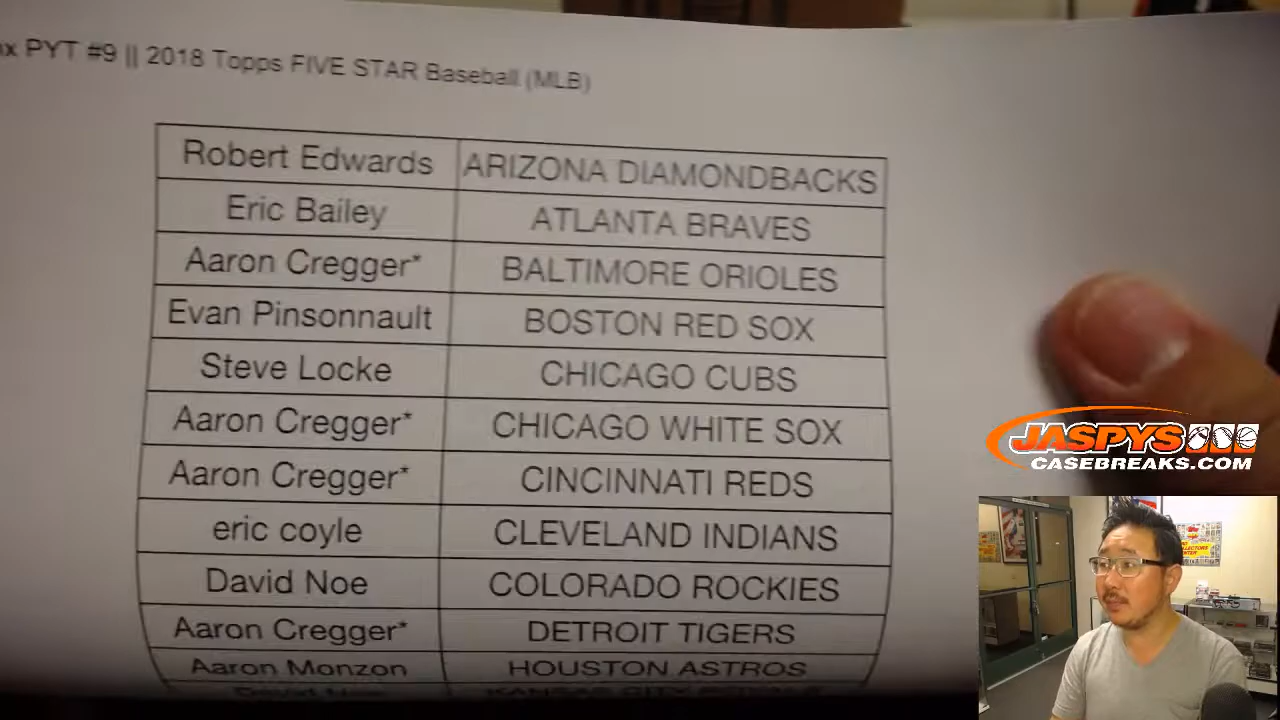 PYT #9 || 2018 Topps FIVE STAR Baseball (MLB)
Robert Edwards ARIZONA DIAMONDBACKS
Eric Bailey ATLANTA BRAVES
Aaron Cregger* BALTIMORE ORIOLES
Evan Pinsonnault BOSTON RED SOX
Steve Locke CHICAGO CUBS
Aaron Cregger* CHICAGO WHITE SOX
Aaron Cregger* CINCINNATI REDS
eric coyle CLEVELAND INDIANS
David Noe COLORADO ROCKIES
Aaron Cregger* DETROIT TIGERS
Aaron Monzon HOUSTON ASTROS
KANSAS CITY ROYALS
JASPYS
CASEBREAKS.COM